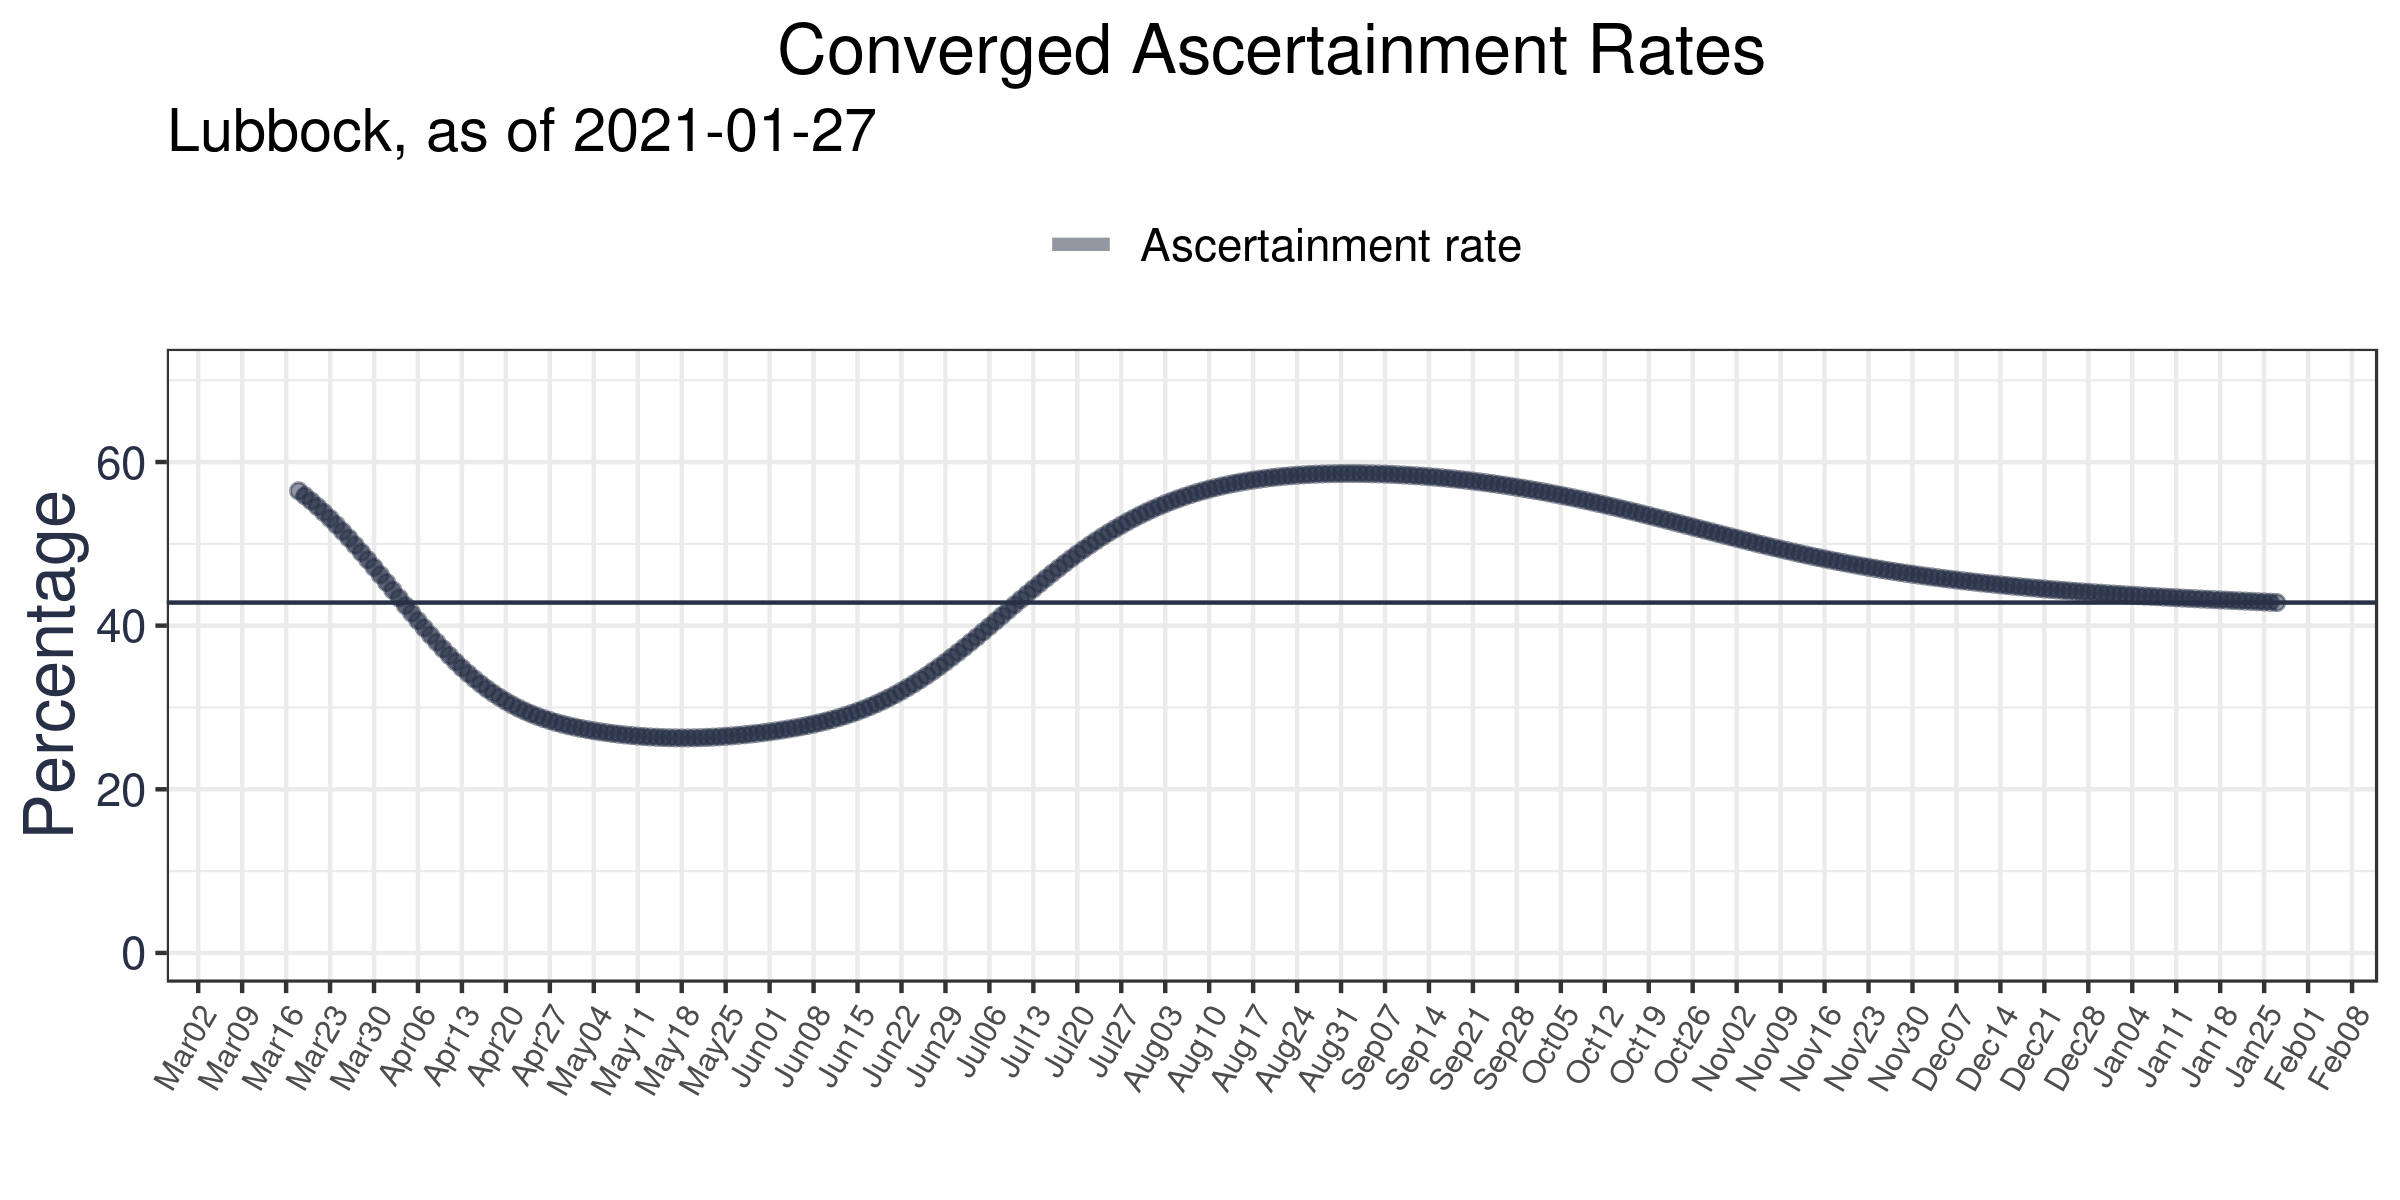 Converged Ascertainment Rates
Lubbock, as of 2021-01-27
Ascertainment rate
Percentage
60
40
20
0
Mar02 Mar09 Mar16 Mar23 Mar30 Apr06 Apr13 Apr20 Apr27 May04 May11 May18 May25 Jun01 Jun08 Jun15 Jun22 Jun29 Jul06 Jul13 Jul20 Jul27 Aug03 Aug10 Aug17 Aug24 Aug31 Sep07 Sep14 Sep21 Sep28 Oct05 Oct12 Oct19 Oct26 Nov02 Nov09 Nov16 Nov23 Nov30 Dec07 Dec14 Dec21 Dec28 Jan04 Jan11 Jan18 Jan25 Feb01 Feb08